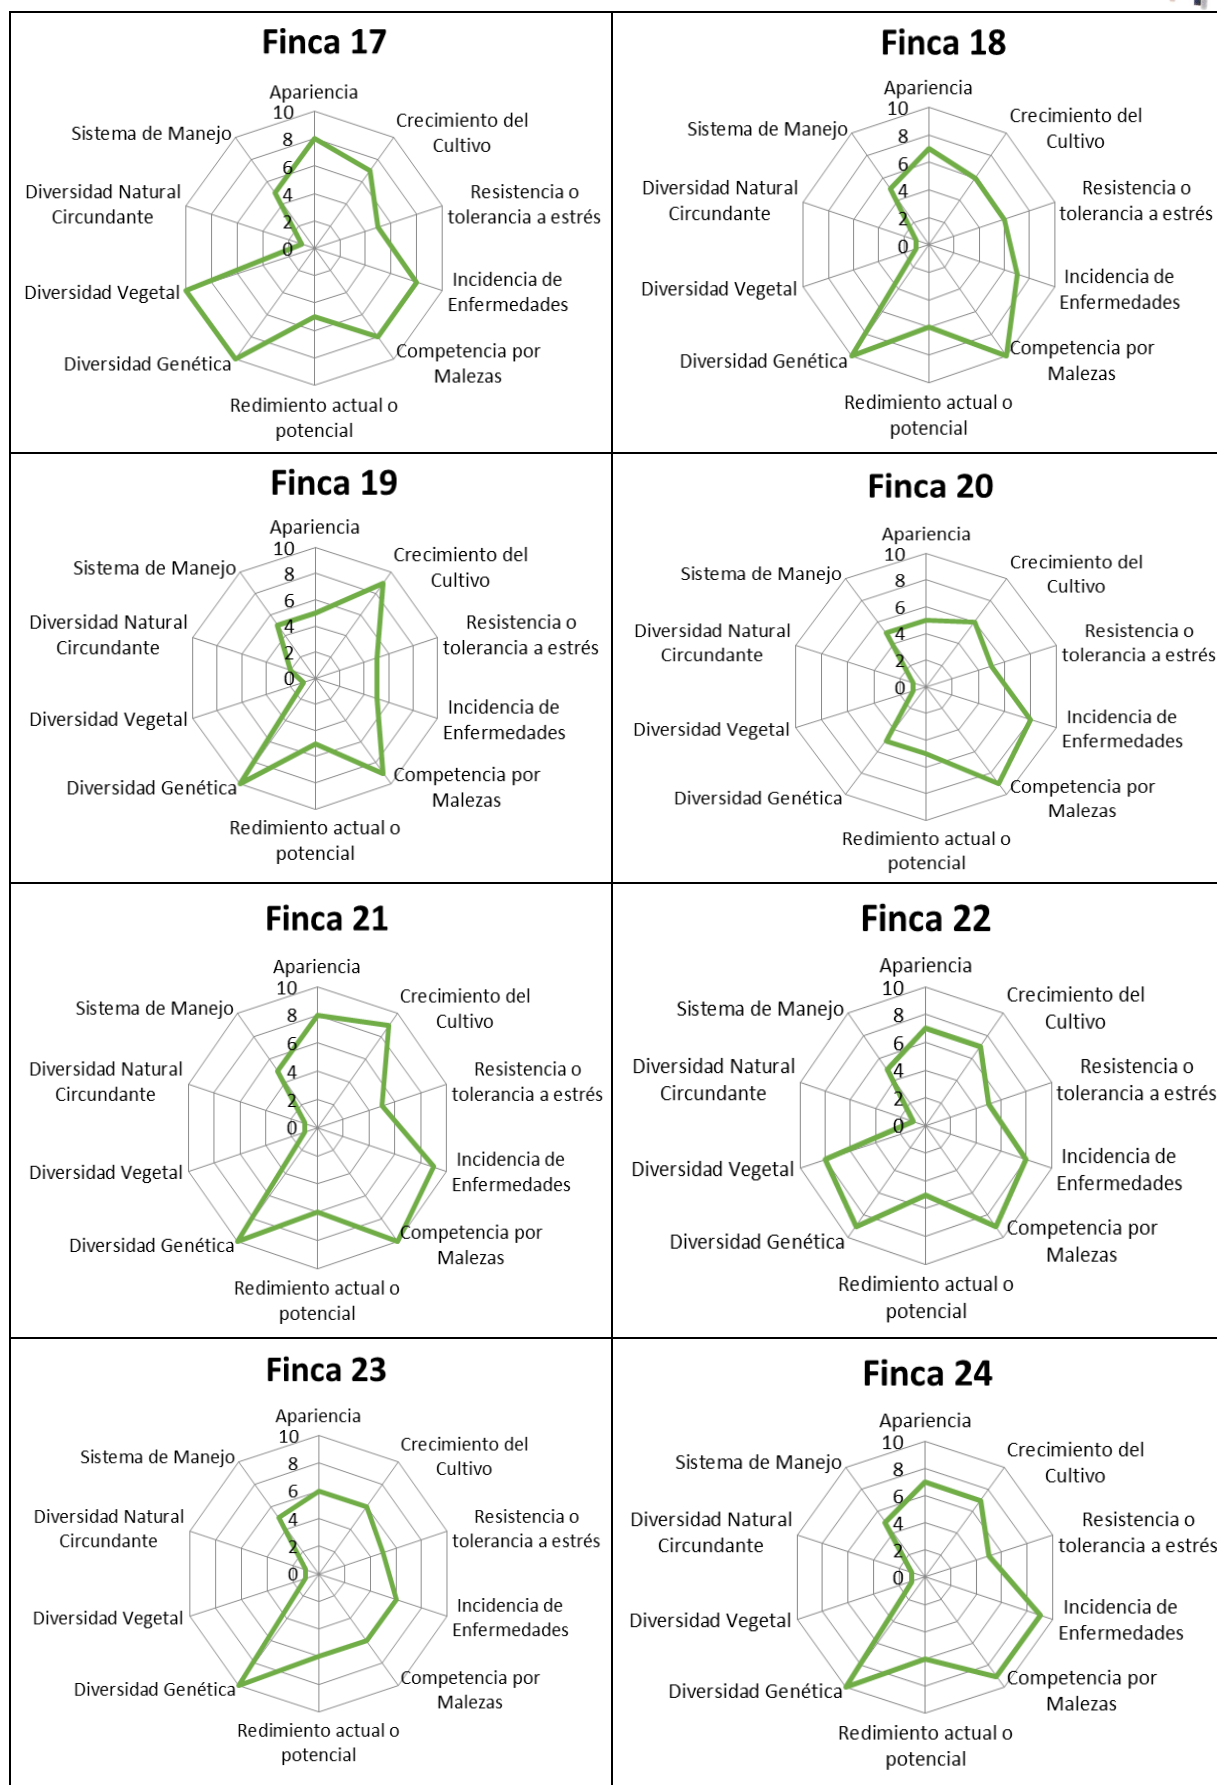 Finca 17
Apariencia
10
8
6
4
2
0
Crecimiento del
Cultivo
Resistencia o
tolerancia a estrés
Incidencia de
Enfermedades
Competencia por
Malezas
Redimiento actual o
potencial
Diversidad Genética
Diversidad Vegetal
Diversidad Natural
Circundante
Sistema de Manejo
Finca 18
Apariencia
10
8
6
4
2
0
Crecimiento del
Cultivo
Resistencia o
tolerancia a estrés
Incidencia de
Enfermedades
Competencia por
Malezas
Redimiento actual o
potencial
Diversidad Genética
Diversidad Vegetal
Diversidad Natural
Circundante
Sistema de Manejo
Finca 19
Apariencia
10
8
6
4
2
0
Crecimiento del
Cultivo
Resistencia o
tolerancia a estrés
Incidencia de
Enfermedades
Competencia por
Malezas
Redimiento actual o
potencial
Diversidad Genética
Diversidad Vegetal
Diversidad Natural
Circundante
Sistema de Manejo
Finca 20
Apariencia
10
8
6
4
2
0
Crecimiento del
Cultivo
Resistencia o
tolerancia a estrés
Incidencia de
Enfermedades
Competencia por
Malezas
Redimiento actual o
potencial
Diversidad Genética
Diversidad Vegetal
Diversidad Natural
Circundante
Sistema de Manejo
Finca 21
Apariencia
10
8
6
4
2
0
Crecimiento del
Cultivo
Resistencia o
tolerancia a estrés
Incidencia de
Enfermedades
Competencia por
Malezas
Redimiento actual o
potencial
Diversidad Genética
Diversidad Vegetal
Diversidad Natural
Circundante
Sistema de Manejo
Finca 22
Apariencia
10
8
6
4
2
0
Crecimiento del
Cultivo
Resistencia o
tolerancia a estrés
Incidencia de
Enfermedades
Competencia por
Malezas
Redimiento actual o
potencial
Diversidad Genética
Diversidad Vegetal
Diversidad Natural
Circundante
Sistema de Manejo
Finca 23
Apariencia
10
8
6
4
2
0
Crecimiento del
Cultivo
Resistencia o
tolerancia a estrés
Incidencia de
Enfermedades
Competencia por
Malezas
Redimiento actual o
potencial
Diversidad Genética
Diversidad Vegetal
Diversidad Natural
Circundante
Sistema de Manejo
Finca 24
Apariencia
10
8
6
4
2
0
Crecimiento del
Cultivo
Resistencia o
tolerancia a estrés
Incidencia de
Enfermedades
Competencia por
Malezas
Redimiento actual o
potencial
Diversidad Genética
Diversidad Vegetal
Diversidad Natural
Circundante
Sistema de Manejo